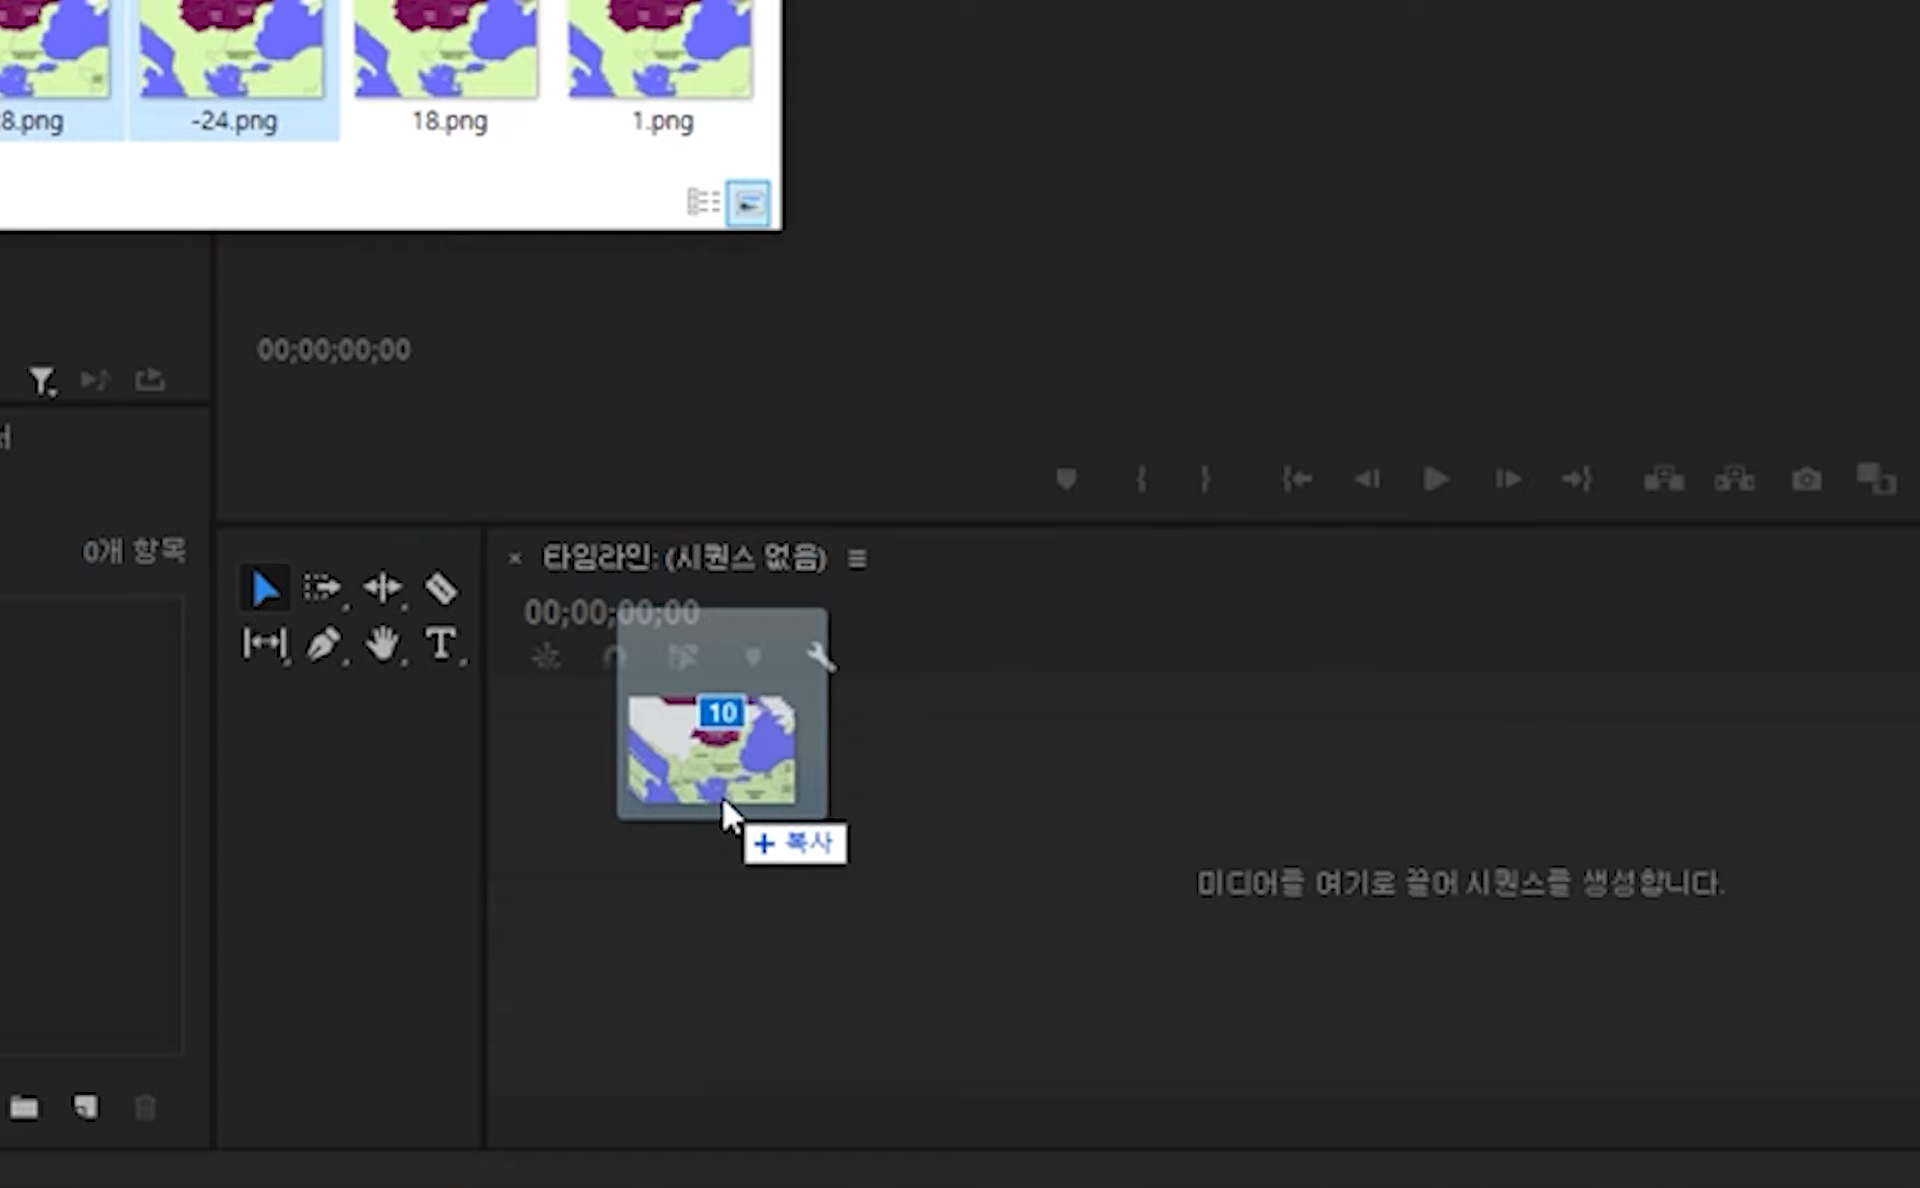 8.png
-24.png
18.png
1.png
00;00;00;00
0개 항목
타임라인: (시퀀스 없음)
00;00;00;00
10
+ 복사
미디어를 여기로 끌어 시퀀스를 생성합니다.